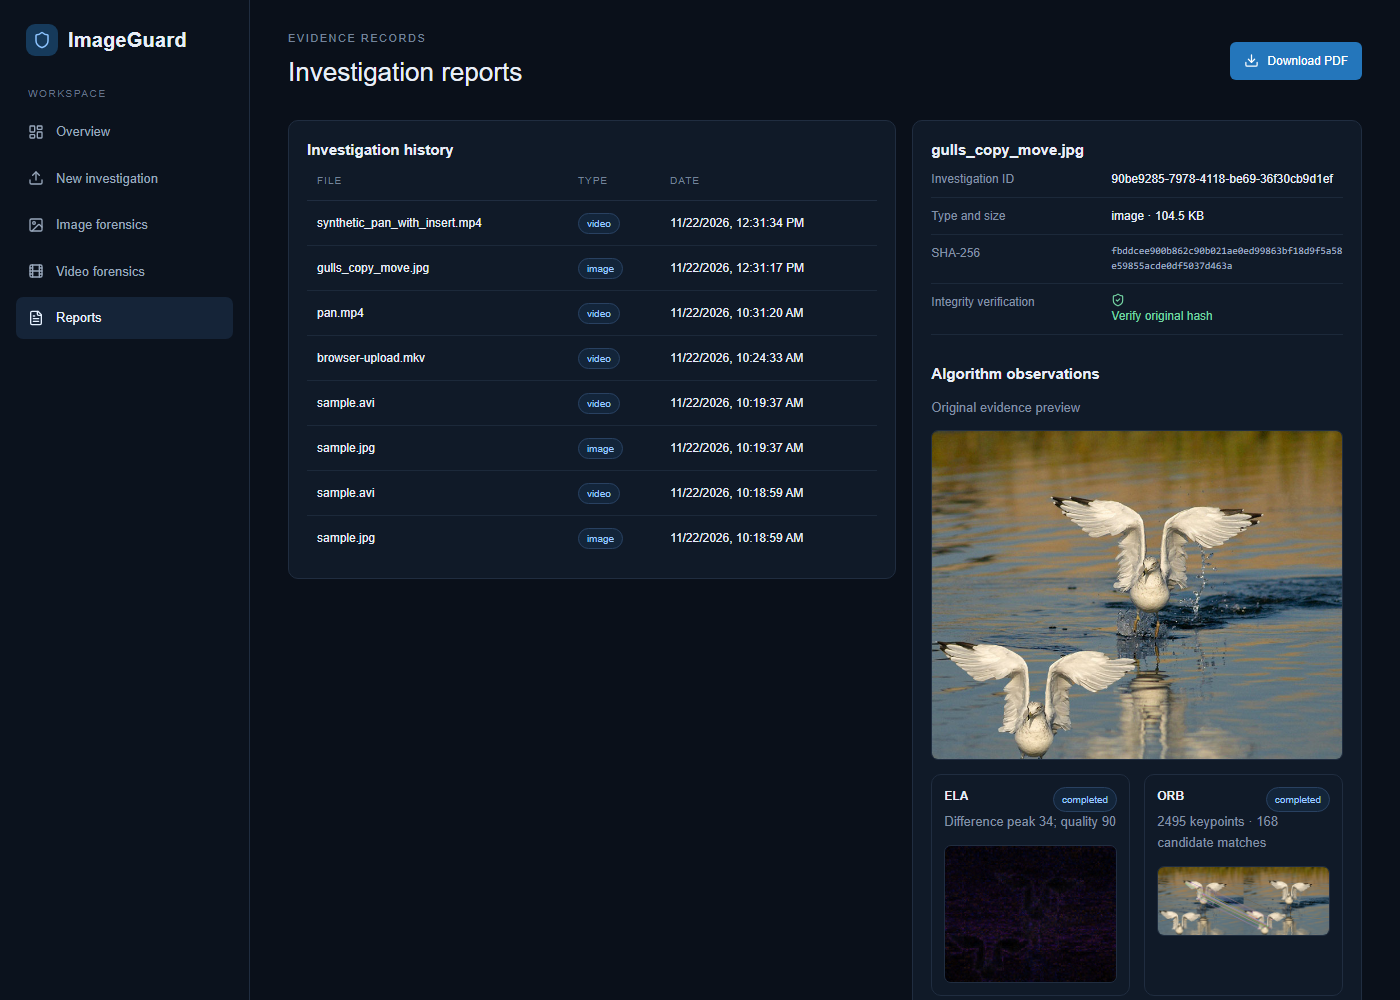 ImageGuard
WORKSPACE
Overview
New investigation
Image forensics
Video forensics
Reports
EVIDENCE RECORDS
Investigation reports
Download PDF
Investigation history
FILE TYPE DATE
synthetic_pan_with_insert.mp4 video 11/22/2026, 12:31:34 PM
gulls_copy_move.jpg image 11/22/2026, 12:31:17 PM
pan.mp4 video 11/22/2026, 10:31:20 AM
browser-upload.mkv video 11/22/2026, 10:24:33 AM
sample.avi video 11/22/2026, 10:19:37 AM
sample.jpg image 11/22/2026, 10:19:37 AM
sample.avi video 11/22/2026, 10:18:59 AM
sample.jpg image 11/22/2026, 10:18:59 AM
gulls_copy_move.jpg
Investigation ID 90be9285-7978-4118-be69-36f30cb9d1ef
Type and size image · 104.5 KB
SHA-256 fbddcee900b862c90b021ae0ed99863bf18d9f5a58
e59855acde0df5037d463a
Integrity verification
Verify original hash
Algorithm observations
Original evidence preview
ELA completed
Difference peak 34; quality 90
ORB completed
2495 keypoints · 168
candidate matches